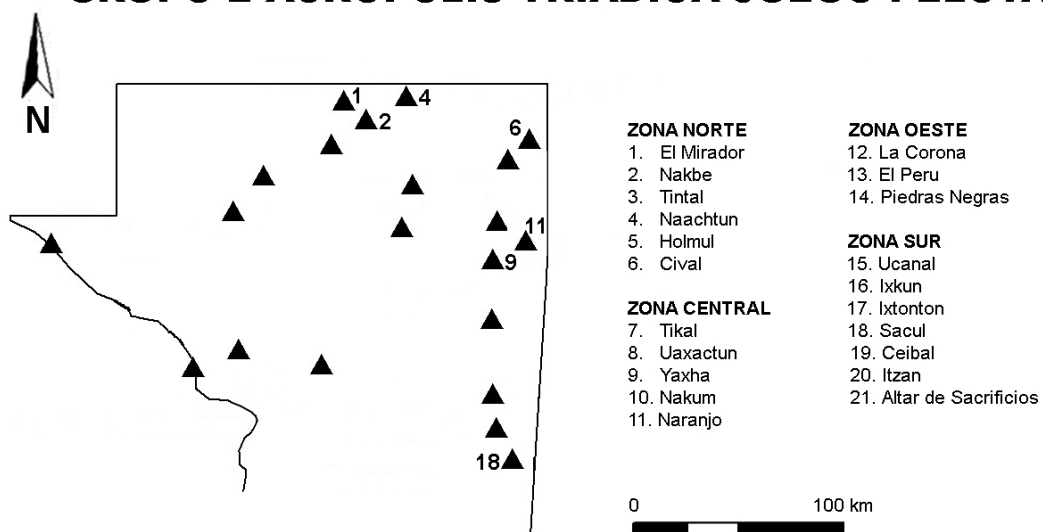 N
1
4
2
6
11
9
18
ZONA NORTE
1. El Mirador
2. Nakbe
3. Tintal
4. Naachtun
5. Holmul
6. Cival
ZONA CENTRAL
7. Tikal
8. Uaxactun
9. Yaxha
10. Nakum
11. Naranjo
ZONA OESTE
12. La Corona
13. El Peru
14. Piedras Negras
ZONA SUR
15. Ucanal
16. Ixkun
17. Ixtonton
18. Sacul
19. Ceibal
20. Itzan
21. Altar de Sacrificios
0 100 km